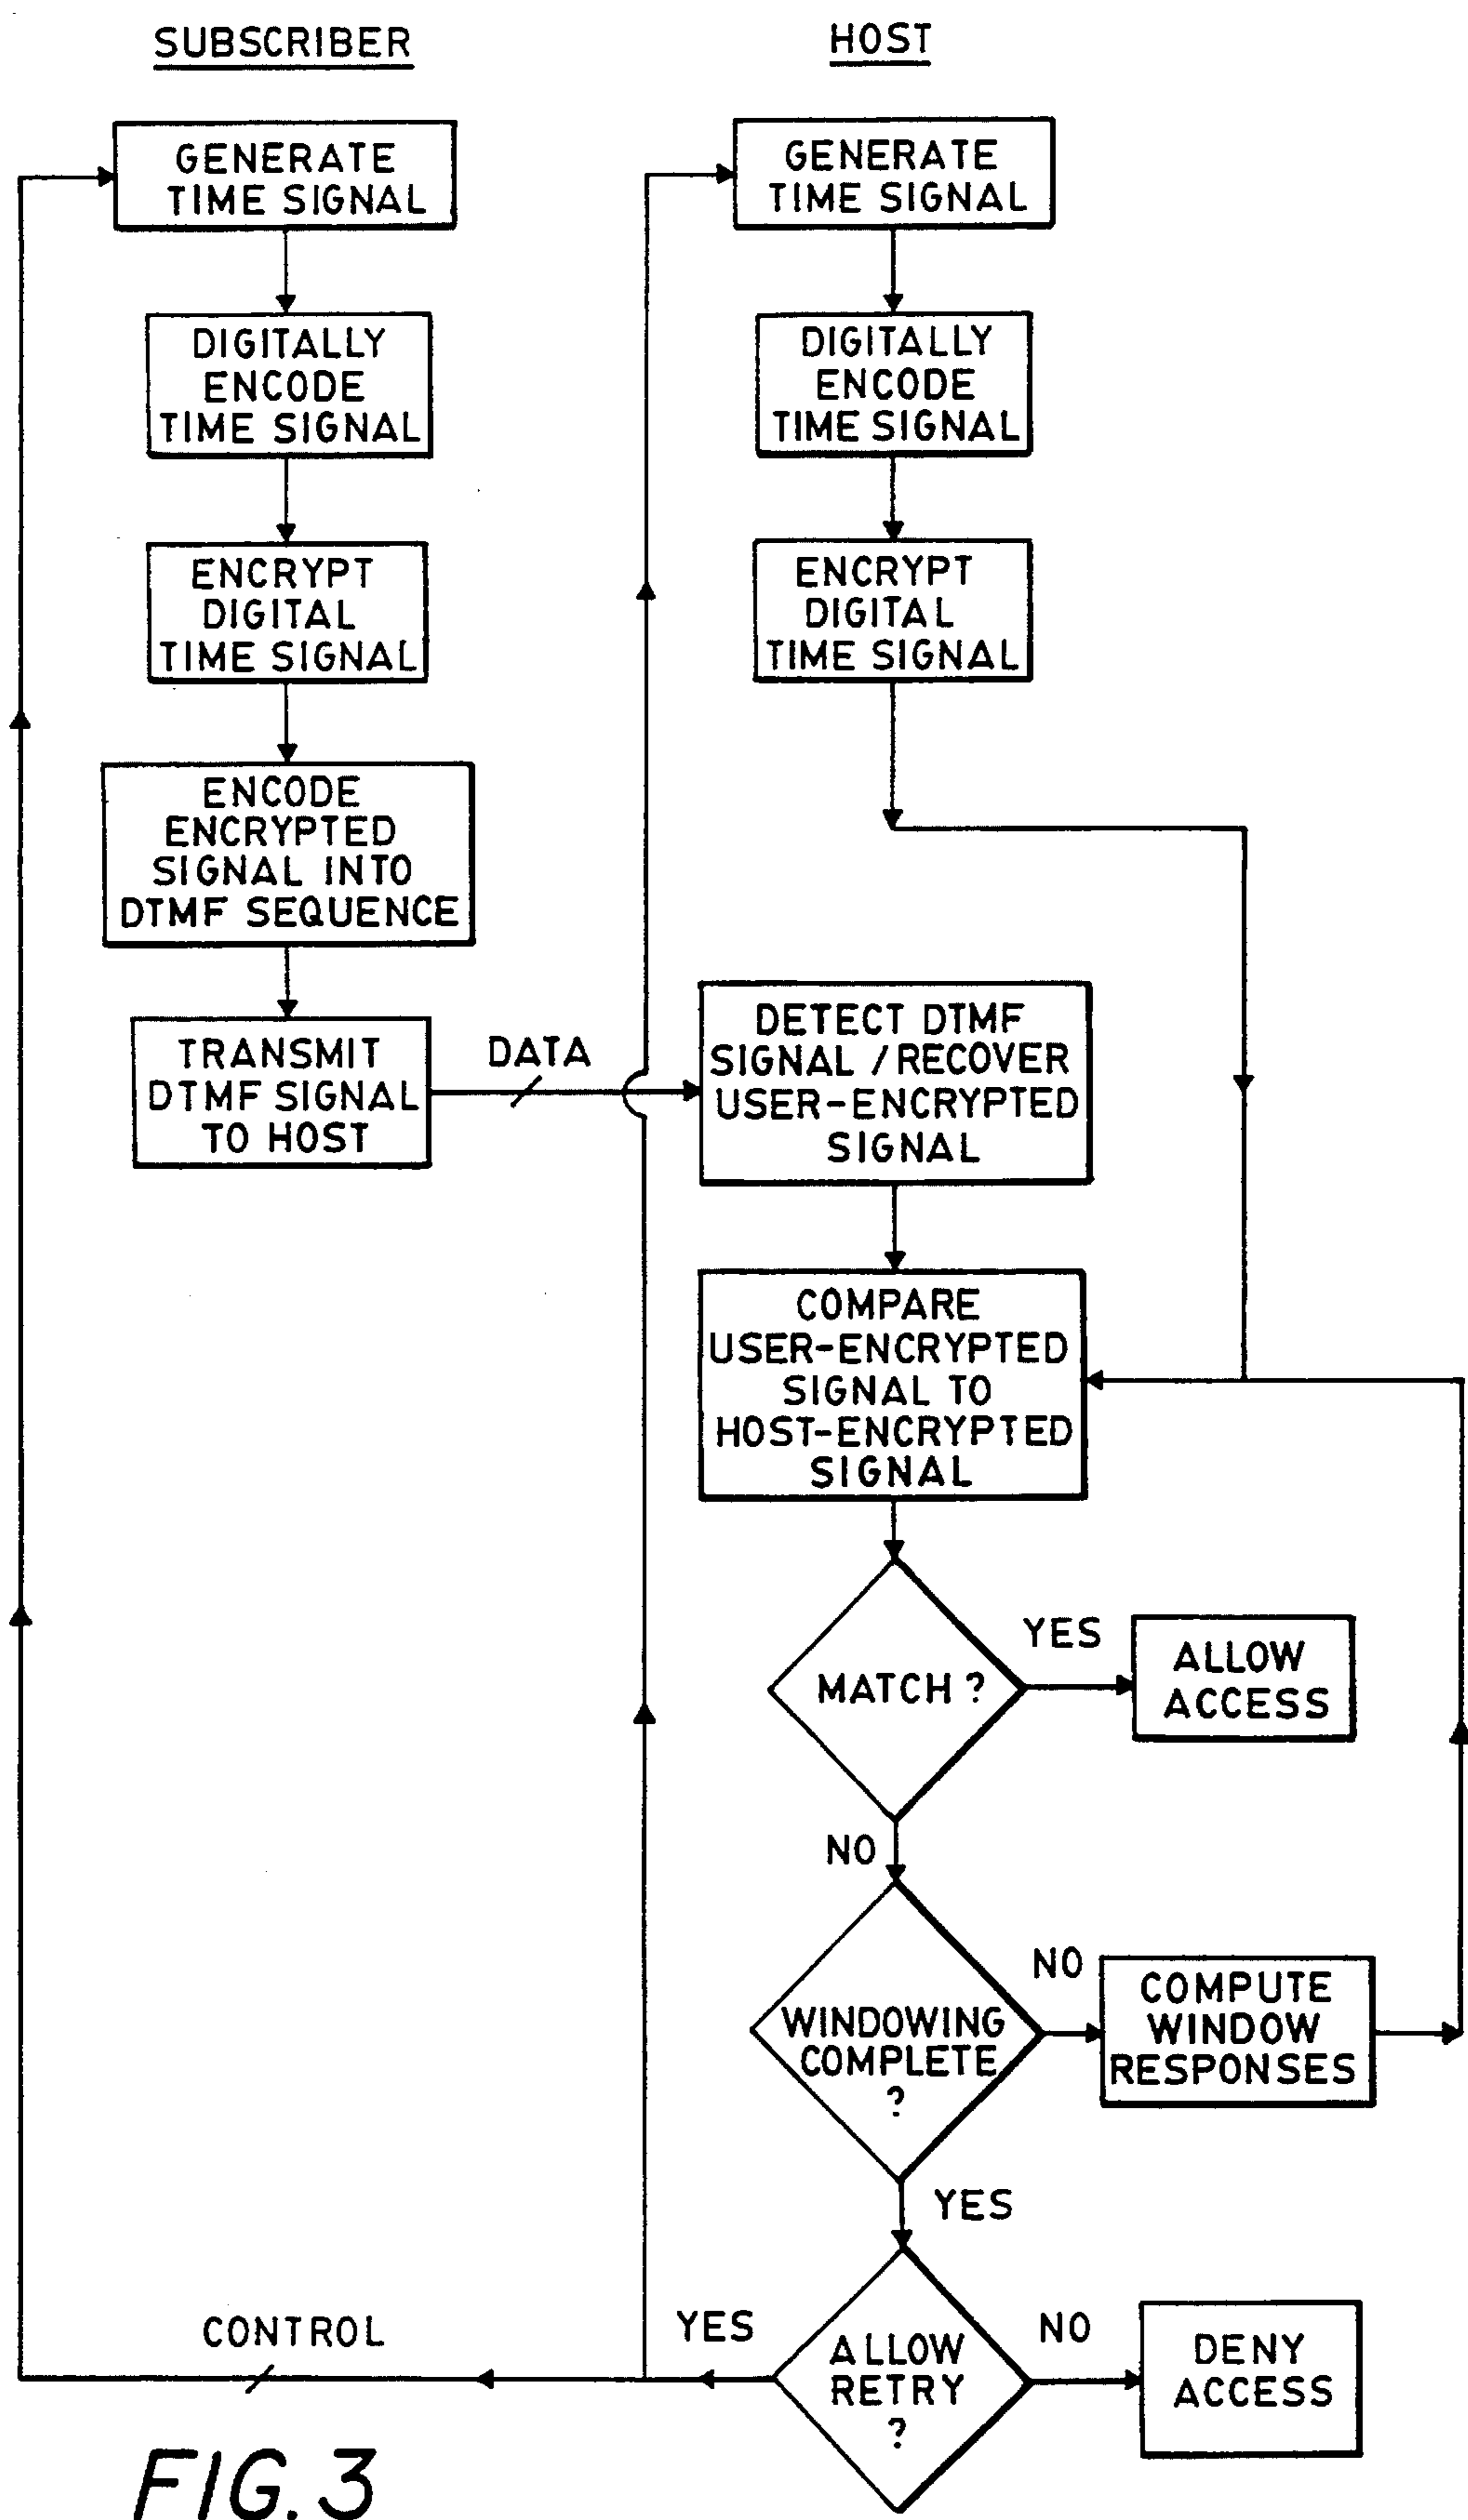 SUBSCRIBER
HOST
GENERATE
TIME SIGNAL
DIGITALLY
ENCODE
TIME SIGNAL
ENCRYPT
DIGITAL
TIME SIGNAL
ENCODE
ENCRYPTED
SIGNAL INTO
DTMF SEQUENCE
TRANSMIT
DTMF SIGNAL
TO HOST
DATA
GENERATE
TIME SIGNAL
DIGITALLY
ENCODE
TIME SIGNAL
ENCRYPT
DIGITAL
TIME SIGNAL
DETECT DTMF
SIGNAL / RECOVER
USER-ENCRYPTED
SIGNAL
COMPARE
USER-ENCRYPTED
SIGNAL TO
HOST-ENCRYPTED
SIGNAL
MATCH ?
YES
ALLOW
ACCESS
NO
WINDOWING
COMPLETE
?
NO
COMPUTE
WINDOW
RESPONSES
YES
ALLOW
RETRY
?
NO
DENY
ACCESS
YES
CONTROL
FIG. 3